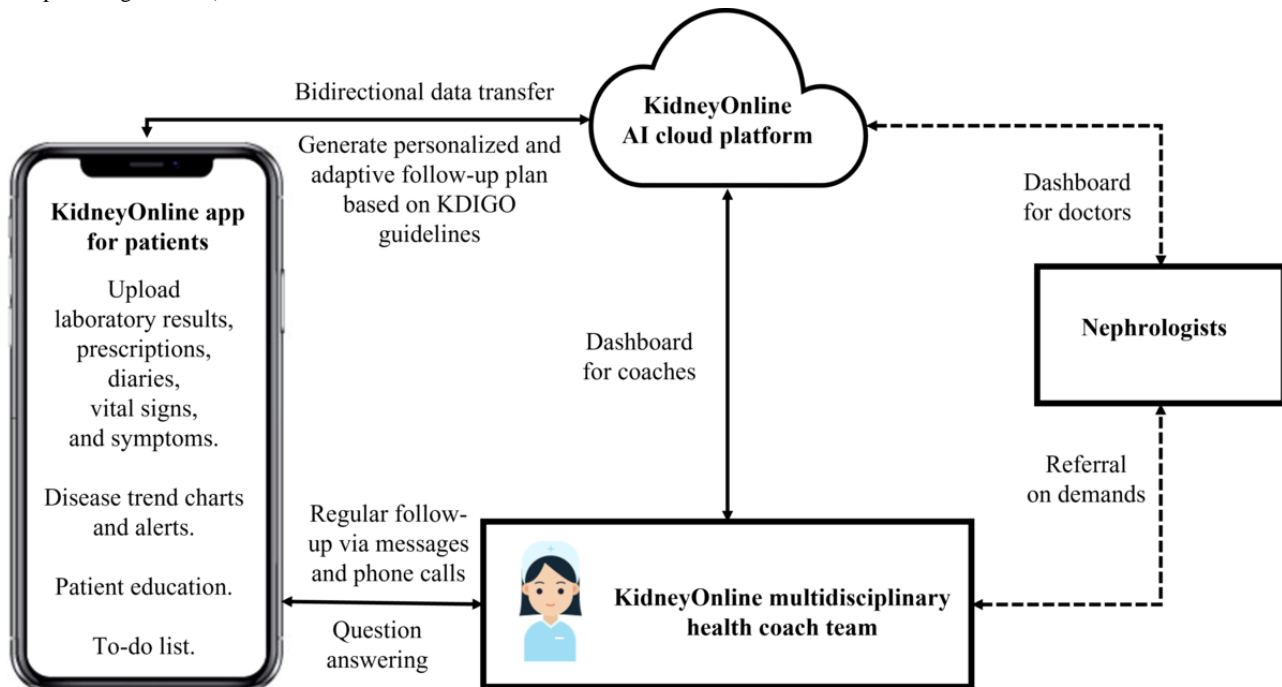 Bidirectional data transfer
Generate personalized and
adaptive follow-up plan
based on KDIGO
guidelines
KidneyOnline
AI cloud platform
Dashboard
for doctors
Nephrologists
Referral
on demands
Dashboard
for coaches
KidneyOnline app
for patients
Upload
laboratory results,
prescriptions,
diaries,
vital signs,
and symptoms.
Disease trend charts
and alerts.
Patient education.
To-do list.
Regular follow-
up via messages
and phone calls
Question
answering
KidneyOnline multidisciplinary
health coach team